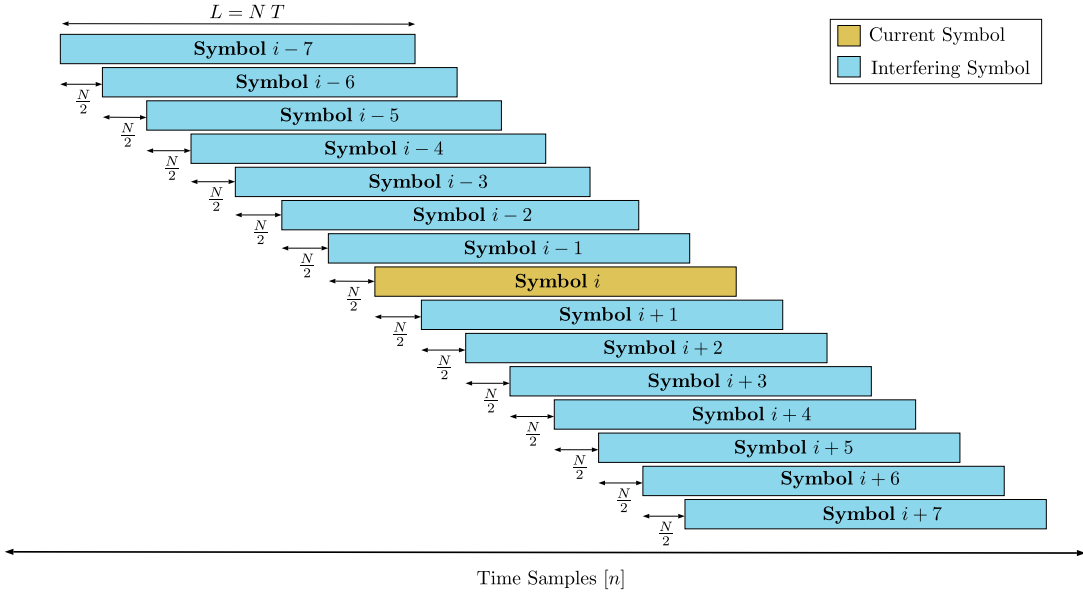 L = N T
Current Symbol
Interfering Symbol
Symbol i − 7
N/2
Symbol i − 6
N/2
Symbol i − 5
N/2
Symbol i − 4
N/2
Symbol i − 3
N/2
Symbol i − 2
N/2
Symbol i − 1
N/2
Symbol i
N/2
Symbol i + 1
N/2
Symbol i + 2
N/2
Symbol i + 3
N/2
Symbol i + 4
N/2
Symbol i + 5
N/2
Symbol i + 6
N/2
Symbol i + 7
Time Samples [n]